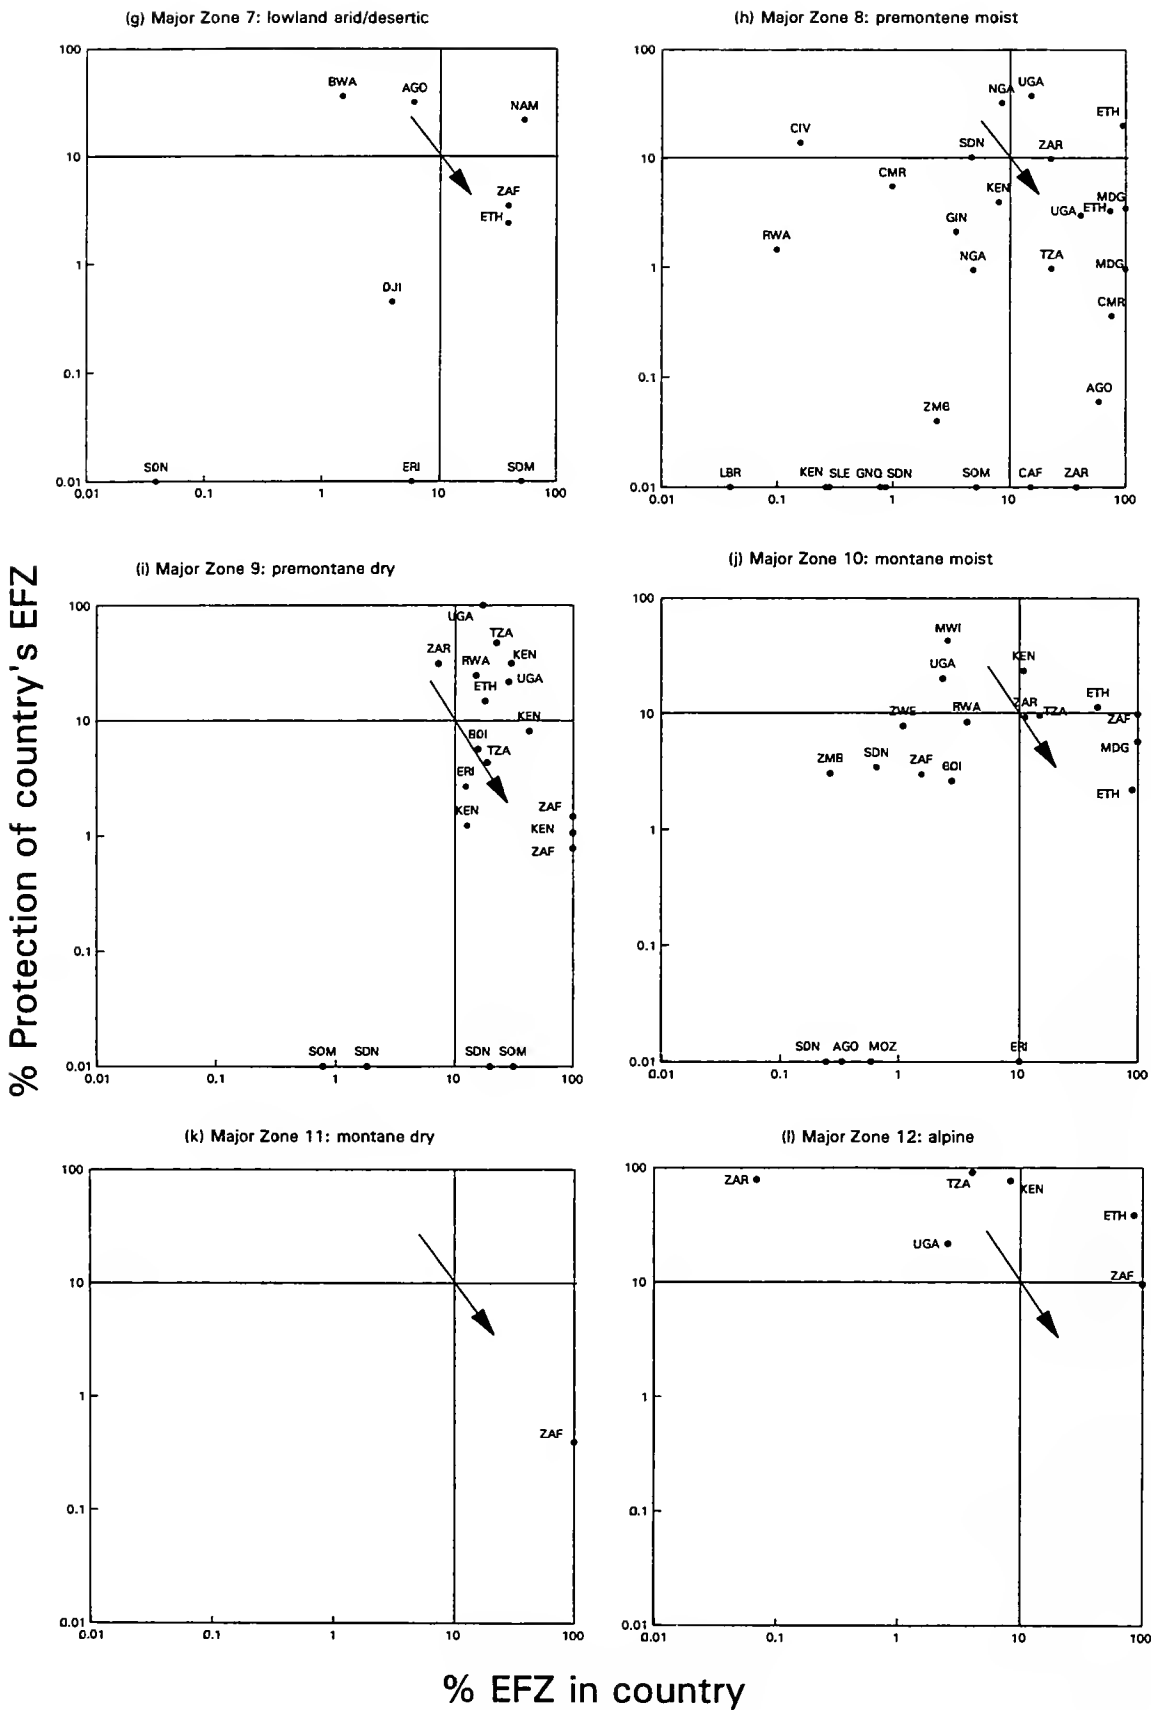 (g) Major Zone 7: lowland arid/desertic
100
10
1
0.1
0.01
BWA
AGO
NAM
ZAF
ETH
DJI
SDN
ERI
SOM
0.01 0.1 1 10 100
(h) Major Zone 8: premontene moist
100
10
1
0.1
0.01
NGA UGA
ETH
CIV
SDN
ZAR
CMR
KEN
MDG
UGA ETH
GIN
RWA
NGA
TZA
MDG
CMR
AGO
ZMB
LBR KEN SLE GNQ SDN SOM CAF ZAR
0.01 0.1 1 10 100
% Protection of country's EFZ
(i) Major Zone 9: premontane dry
100
10
1
0.1
0.01
UGA
TZA
ZAR
KEN
RWA
UGA
ETH
KEN
BDI
TZA
ERI
KEN
ZAF
KEN
ZAF
SOM SDN SDN SOM
0.01 0.1 1 10 100
(j) Major Zone 10: montane moist
100
10
1
0.1
0.01
MWI
UGA
KEN
ETH
ZWE
RWA
ZAR
TZA
ZAF
MDG
ZMB
SDN
ZAF
BDI
ETH
SDN AGO MOZ ERI
0.01 0.1 1 10 100
(k) Major Zone 11: montane dry
100
10
1
0.1
0.01
ZAF
0.01 0.1 1 10 100
(l) Major Zone 12: alpine
100
10
1
0.1
0.01
ZAR
TZA
KEN
ETH
UGA
ZAF
0.01 0.1 1 10 100
% EFZ in country